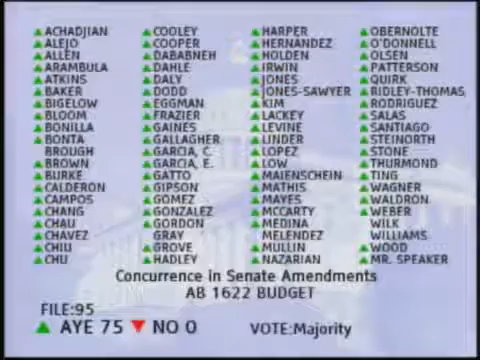 ACHADJIAN COOLEY HARPER OBERNOLTE
ALEJO COOPER HERNANDEZ O'DONNELL
ALLEN DABABNEH HOLDEN OLSEN
ARAMBULA DAHLE IRWIN PATTERSON
ATKINS DALY JONES QUIRK
BAKER DODD JONES-SAWYER RIDLEY-THOMAS
BIGELOW EGGMAN KIM RODRIGUEZ
BLOOM FRAZIER LACKEY SALAS
BONILLA GAINES LEVINE SANTIAGO
BONTA GALLAGHER LINDER STEINORTH
BROUGH GARCIA, C. LOPEZ STONE
BROWN GARCIA, E. LOW THURMOND
BURKE GATTO MAIENSCHEIN TING
CALDERON GIPSON MATHIS WAGNER
CAMPOS GOMEZ MAYES WALDRON
CHANG GONZALEZ MCCARTY WEBER
CHAU GORDON MEDINA WILK
CHAVEZ GRAY MELENDEZ WILLIAMS
CHIU GROVE MULLIN WOOD
CHU HADLEY NAZARIAN MR. SPEAKER
Concurrence in Senate Amendments
AB 1622 BUDGET
FILE:95
AYE 75 NO 0 VOTE:Majority